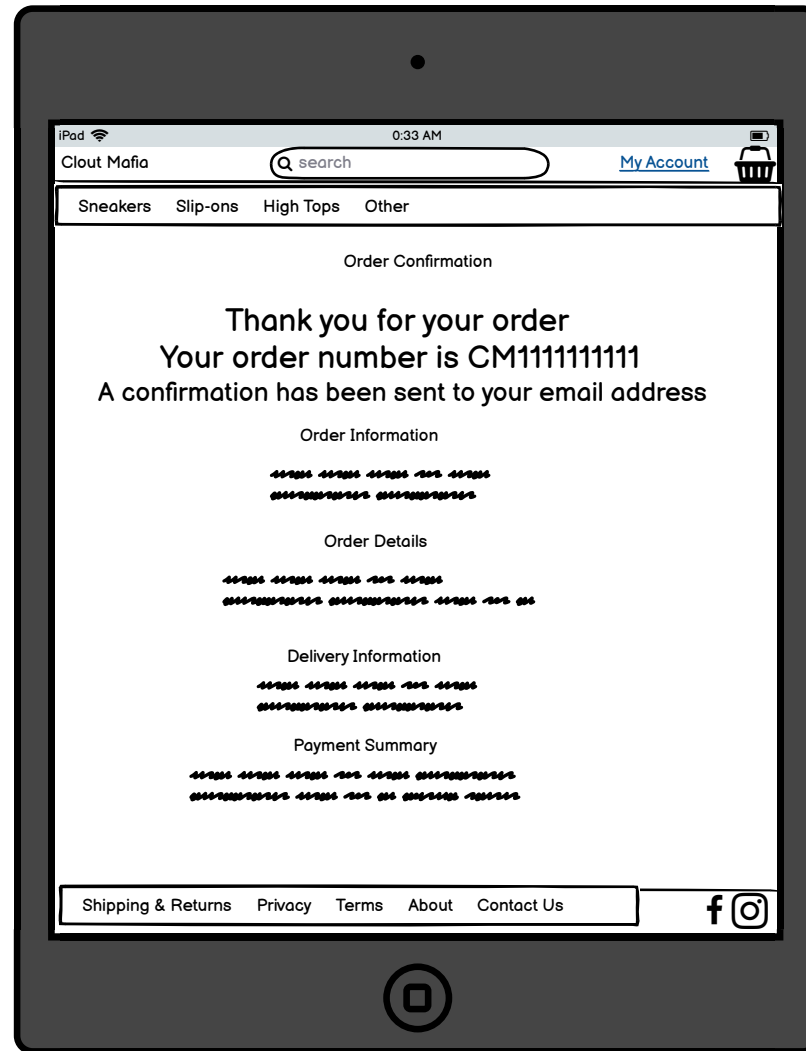 iPad 0:33 AM
Clout Mafia search My Account
Sneakers Slip-ons High Tops Other
Order Confirmation
Thank you for your order
Your order number is CM1111111111
A confirmation has been sent to your email address
Order Information
Order Details
Delivery Information
Payment Summary
Shipping & Returns Privacy Terms About Contact Us